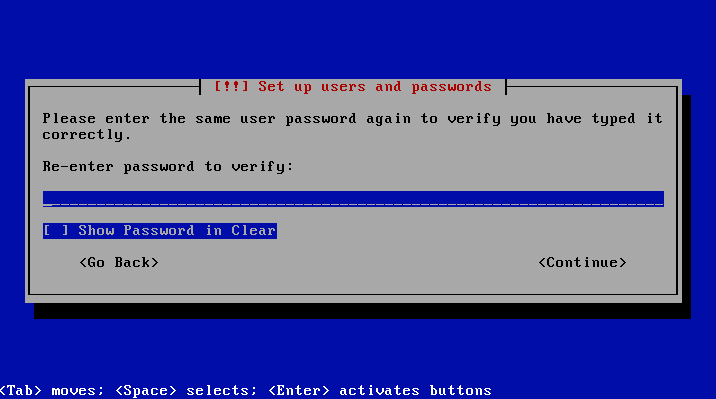 [!!] Set up users and passwords
Please enter the same user password again to verify you have typed it
correctly.
Re-enter password to verify:
[ ] Show Password in Clear
<Go Back> <Continue>
<Tab> moves; <Space> selects; <Enter> activates buttons